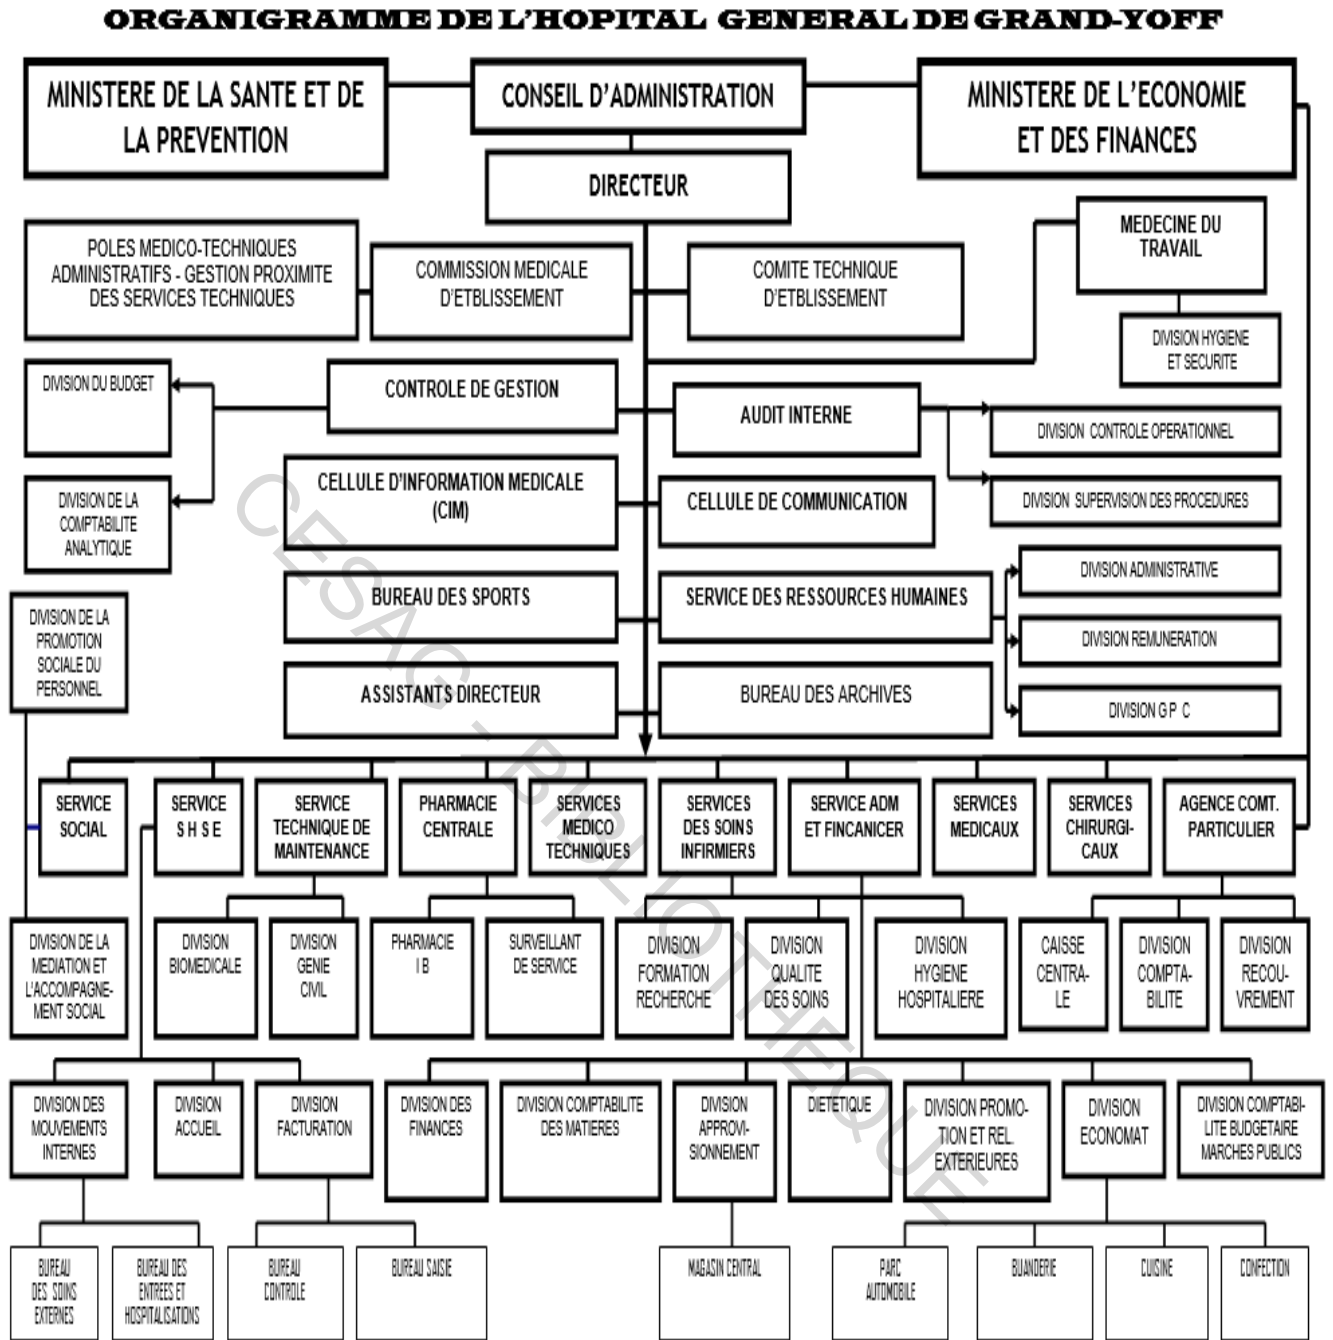 ORGANIGRAMME DE L'HOPITAL GENERAL DE GRAND-YOFF
MINISTERE DE LA SANTE ET DE
LA PREVENTION
CONSEIL D'ADMINISTRATION
MINISTERE DE L'ECONOMIE
ET DES FINANCES
DIRECTEUR
POLES MEDICO-TECHNIQUES
ADMINISTRATIFS - GESTION PROXIMITE
DES SERVICES TECHNIQUES
COMMISSION MEDICALE
D'ETBLISSEMENT
COMITE TECHNIQUE
D'ETBLISSEMENT
MEDECINE DU
TRAVAIL
DIVISION HYGIENE
ET SECURITE
DIVISION DU BUDGET
CONTROLE DE GESTION
AUDIT INTERNE
DIVISION CONTROLE OPERATIONNEL
DIVISION DE LA
COMPTABILITE
ANALYTIQUE
CELLULE D'INFORMATION MEDICALE
(CIM)
CELLULE DE COMMUNICATION
DIVISION SUPERVISION DES PROCEDURES
DIVISION DE LA
PROMOTION
SOCIALE DU
PERSONNEL
BUREAU DES SPORTS
SERVICE DES RESSOURCES HUMAINES
DIVISION ADMINISTRATIVE
DIVISION REMUNERATION
DIVISION G P C
ASSISTANTS DIRECTEUR
BUREAU DES ARCHIVES
SERVICE
SOCIAL
SERVICE
S H S E
SERVICE
TECHNIQUE DE
MAINTENANCE
PHARMACIE
CENTRALE
SERVICES
MEDICO
TECHNIQUES
SERVICES
DES SOINS
INFIRMIERS
SERVICE ADM
ET FINCANICER
SERVICES
MEDICAUX
SERVICES
CHIRURGI-
CAUX
AGENCE COMT.
PARTICULIER
DIVISION DE LA
MEDIATION ET
L'ACCOMPAGNE-
MENT SOCIAL
DIVISION
BIOMEDICALE
DIVISION
GENIE
CIVIL
PHARMACIE
I B
SURVEILLANT
DE SERVICE
DIVISION
FORMATION
RECHERCHE
DIVISION
QUALITE
DES SOINS
DIVISION
HYGIENE
HOSPITALIERE
CAISSE
CENTRA-
LE
DIVISION
COMPTA-
BILITE
DIVISION
RECOU-
VREMENT
DIVISION DES
MOUVEMENTS
INTERNES
DIVISION
ACCUEIL
DIVISION
FACTURATION
DIVISION DES
FINANCES
DIVISION COMPTABILITE
DES MATIERES
DIVISION
APPROVI-
SIONNEMENT
DIETETIQUE
DIVISION PROMO-
TION ET REL.
EXTERIEURES
DIVISION
ECONOMAT
DIVISION COMPTABI-
LITE BUDGETAIRE
MARCHES PUBLICS
BUREAU
DES SOINS
EXTERNES
BUREAU DES
ENTREES ET
HOSPITALISATIONS
BUREAU
CONTROLE
BUREAU SAISIE
MAGASIN CENTRAL
PARC
AUTOMOBILE
BUANDERIE
CUISINE
CONFECTION
CESAG - BIBLIOTHEQUE